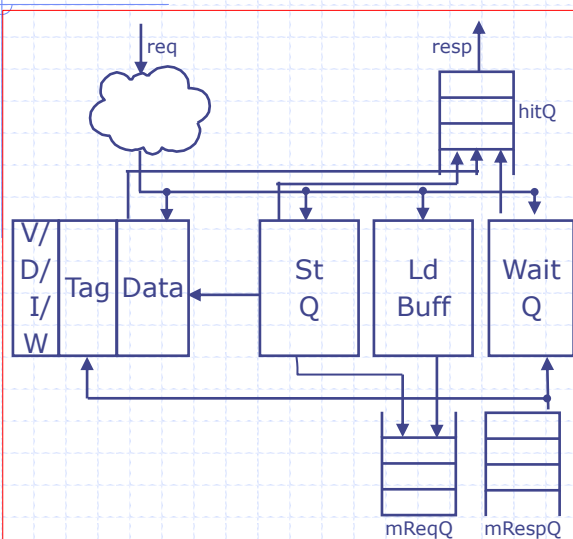 req
resp
hitQ
V/
D/
I/
W
Tag
Data
St
Q
Ld
Buff
Wait
Q
mReqQ
mRespQ